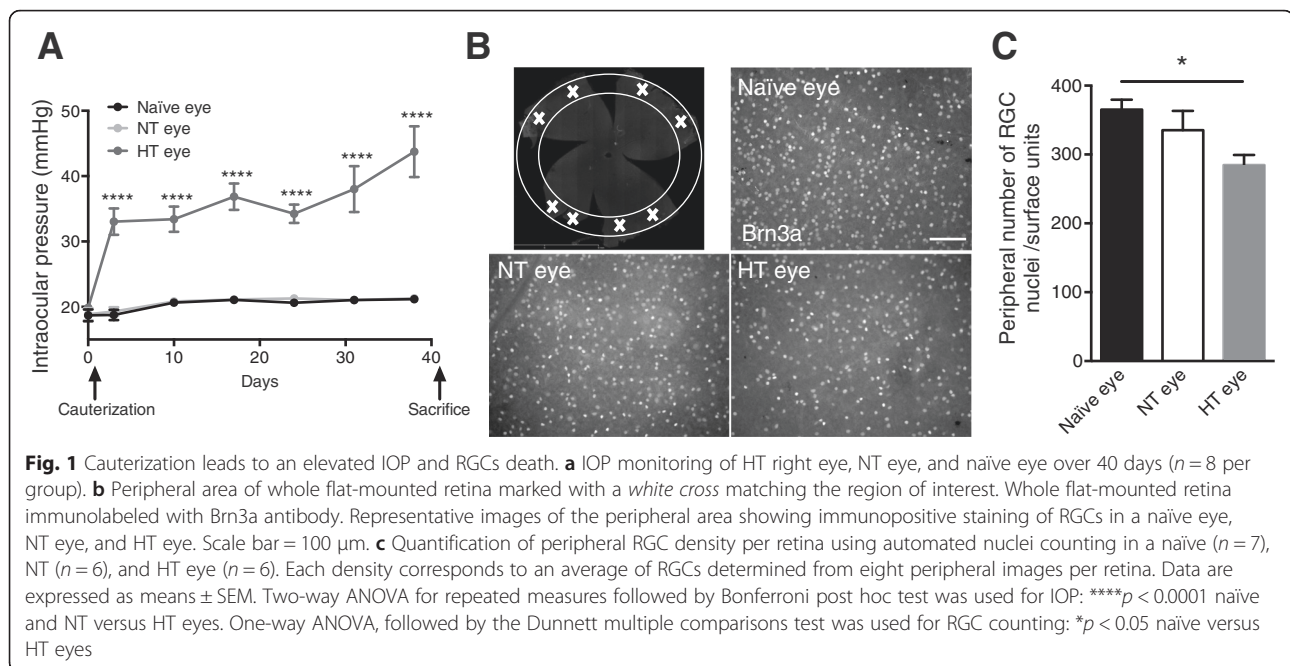 A
Naïve eye
NT eye
HT eye
Intraocular pressure (mmHg)
50
40
30
20
**** **** **** **** **** ****
0 10 20 30 40
Days
Cauterization
Sacrifice
B
Naïve eye
Brn3a
NT eye
HT eye
C
*
Peripheral number of RGC
nuclei /surface units
400
300
200
100
0
Naïve eye
NT eye
HT eye
Fig. 1 Cauterization leads to an elevated IOP and RGCs death. a IOP monitoring of HT right eye, NT eye, and naïve eye over 40 days (n = 8 per
group). b Peripheral area of whole flat-mounted retina marked with a white cross matching the region of interest. Whole flat-mounted retina
immunolabeled with Brn3a antibody. Representative images of the peripheral area showing immunopositive staining of RGCs in a naïve eye,
NT eye, and HT eye. Scale bar = 100 μm. c Quantification of peripheral RGC density per retina using automated nuclei counting in a naïve (n = 7),
NT (n = 6), and HT eye (n = 6). Each density corresponds to an average of RGCs determined from eight peripheral images per retina. Data are
expressed as means ± SEM. Two-way ANOVA for repeated measures followed by Bonferroni post hoc test was used for IOP: ****p < 0.0001 naïve
and NT versus HT eyes. One-way ANOVA, followed by the Dunnett multiple comparisons test was used for RGC counting: *p < 0.05 naïve versus
HT eyes